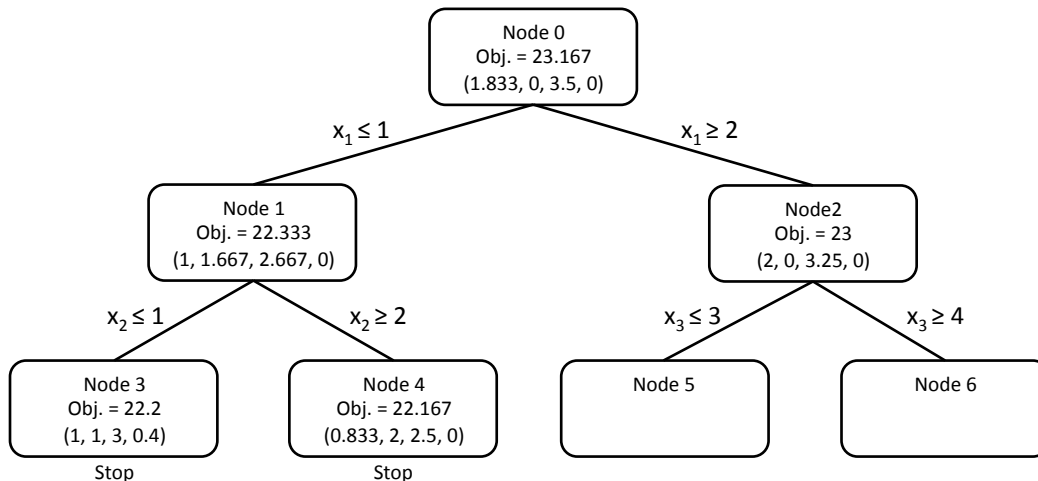 Node 0
Obj. = 23.167
(1.833, 0, 3.5, 0)
x₁ ≤ 1
x₁ ≥ 2
Node 1
Obj. = 22.333
(1, 1.667, 2.667, 0)
Node2
Obj. = 23
(2, 0, 3.25, 0)
x₂ ≤ 1
x₂ ≥ 2
x₃ ≤ 3
x₃ ≥ 4
Node 3
Obj. = 22.2
(1, 1, 3, 0.4)
Stop
Node 4
Obj. = 22.167
(0.833, 2, 2.5, 0)
Stop
Node 5
Node 6